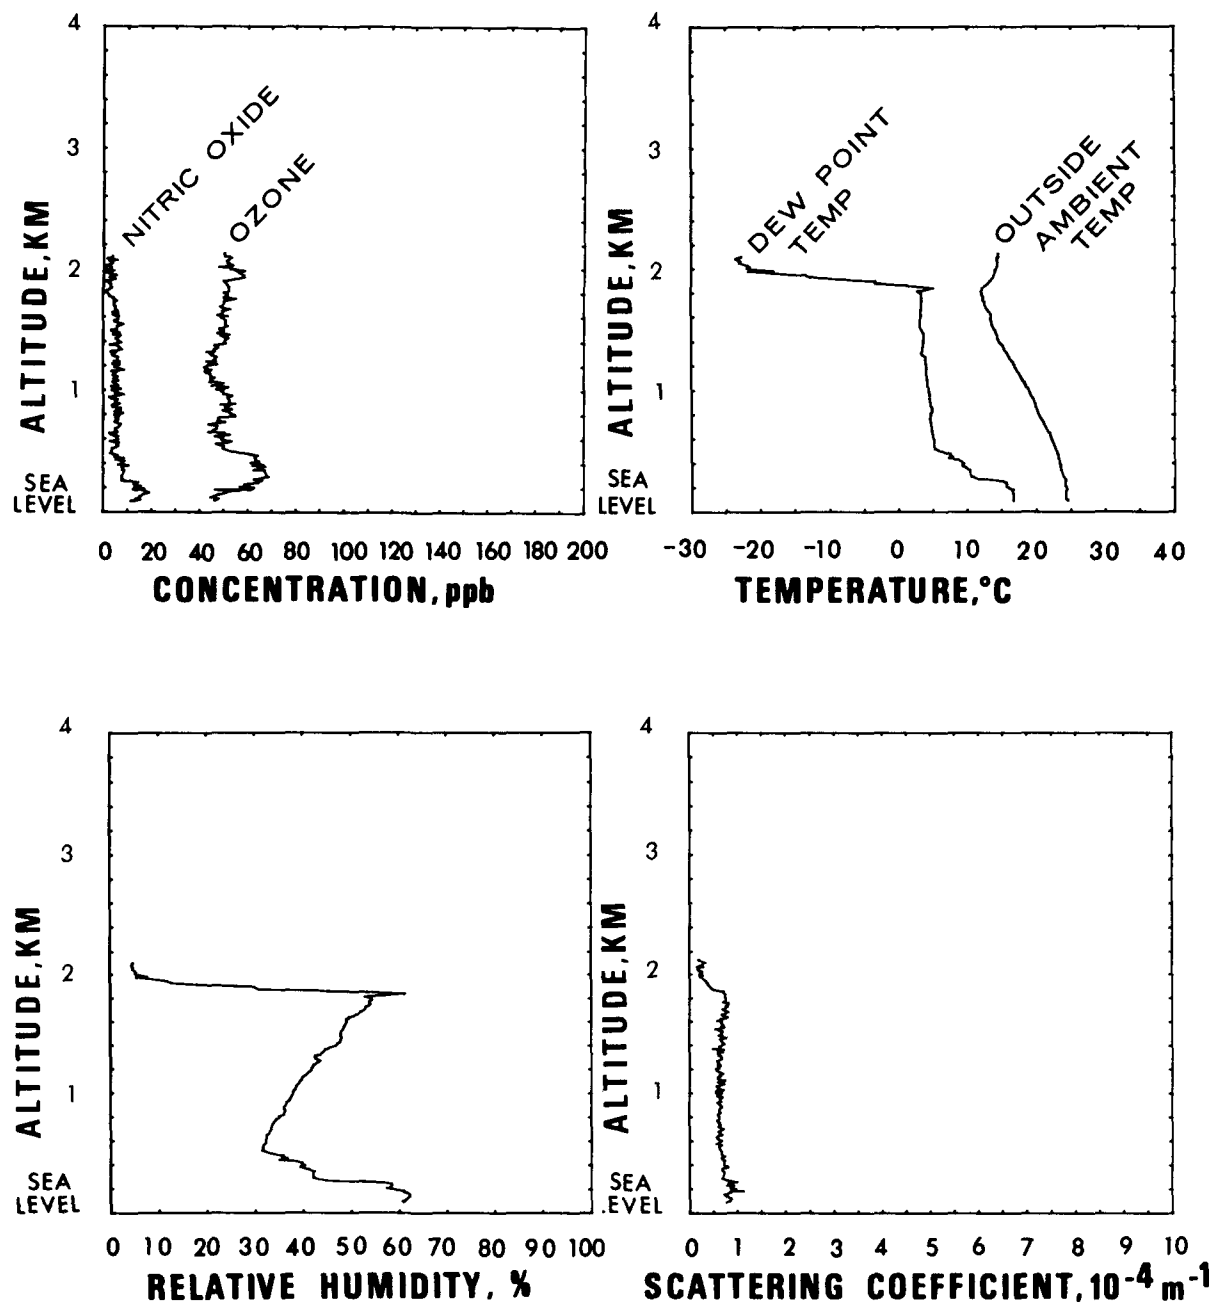 4
3
2
1
SEA
LEVEL
ALTITUDE, KM
NITRIC OXIDE
OZONE
0 20 40 60 80 100 120 140 160 180 200
CONCENTRATION, ppb
4
3
2
1
SEA
LEVEL
ALTITUDE, KM
DEW POINT
TEMP
OUTSIDE
AMBIENT
TEMP
-30 -20 -10 0 10 20 30 40
TEMPERATURE, °C
4
3
2
1
SEA
LEVEL
ALTITUDE, KM
0 10 20 30 40 50 60 70 80 90 100
RELATIVE HUMIDITY, %
4
3
2
1
SEA
.EVEL
ALTITUDE, KM
0 1 2 3 4 5 6 7 8 9 10
SCATTERING COEFFICIENT, 10⁻⁴ m⁻¹